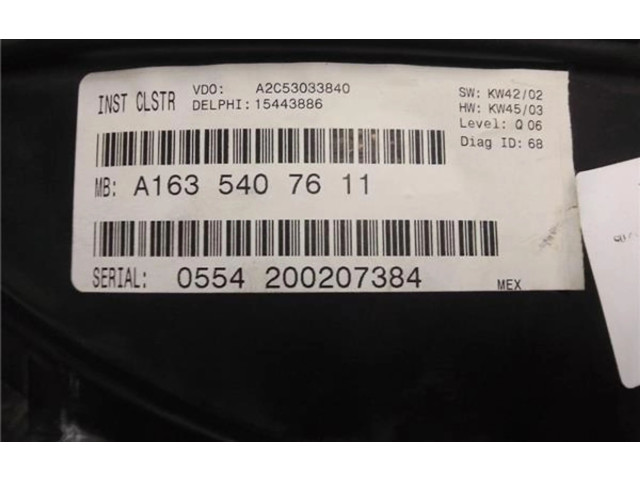 INST CLSTR
VDO: A2C53033840
DELPHI: 15443886
SW: KW42/02
HW: KW45/03
Level: Q 06
Diag ID: 68
MB: A163 540 76 11
SERIAL: 0554 200207384
MEX